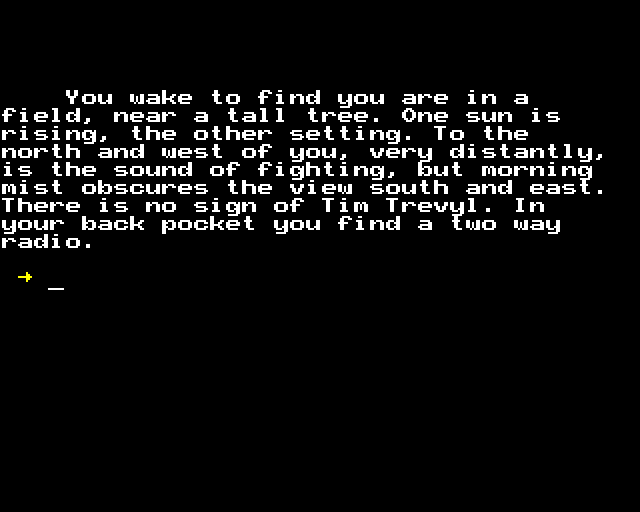 You wake to find you are in a
field, near a tall tree. One sun is
rising, the other setting. To the
north and west of you, very distantly,
is the sound of fighting, but morning
mist obscures the view south and east.
There is no sign of Tim Trevyl. In
your back pocket you find a two way
radio.
→ _